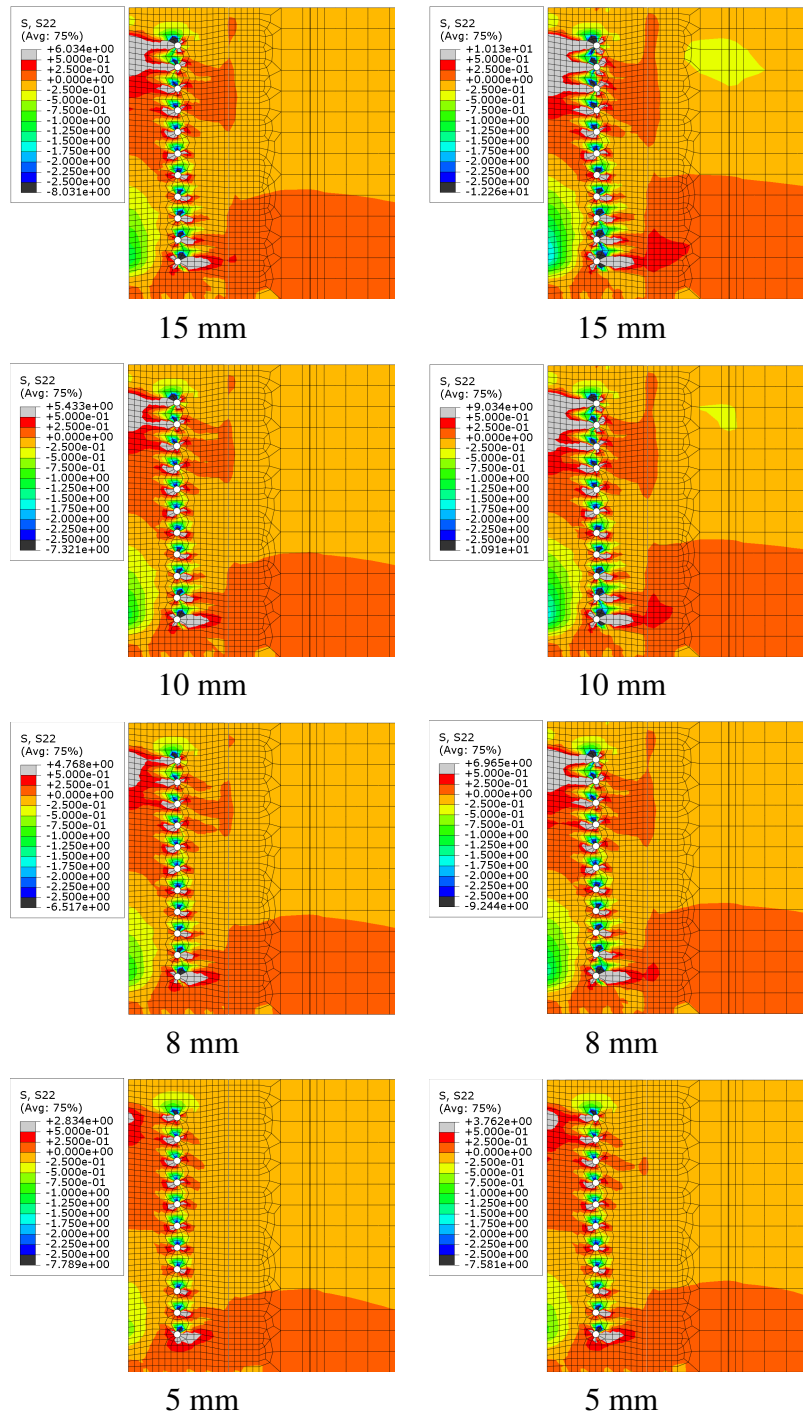 S, S22
(Avg: 75%)
+6.034e+00
+5.000e-01
+2.500e-01
+0.000e+00
-2.500e-01
-5.000e-01
-7.500e-01
-1.000e+00
-1.250e+00
-1.500e+00
-1.750e+00
-2.000e+00
-2.250e+00
-2.500e+00
-8.031e+00
15 mm
S, S22
(Avg: 75%)
+1.013e+01
+5.000e-01
+2.500e-01
+0.000e+00
-2.500e-01
-5.000e-01
-7.500e-01
-1.000e+00
-1.250e+00
-1.500e+00
-1.750e+00
-2.000e+00
-2.250e+00
-2.500e+00
-1.226e+01
15 mm
S, S22
(Avg: 75%)
+5.433e+00
+5.000e-01
+2.500e-01
+0.000e+00
-2.500e-01
-5.000e-01
-7.500e-01
-1.000e+00
-1.250e+00
-1.500e+00
-1.750e+00
-2.000e+00
-2.250e+00
-2.500e+00
-7.321e+00
10 mm
S, S22
(Avg: 75%)
+9.034e+00
+5.000e-01
+2.500e-01
+0.000e+00
-2.500e-01
-5.000e-01
-7.500e-01
-1.000e+00
-1.250e+00
-1.500e+00
-1.750e+00
-2.000e+00
-2.250e+00
-2.500e+00
-1.091e+01
10 mm
S, S22
(Avg: 75%)
+4.768e+00
+5.000e-01
+2.500e-01
+0.000e+00
-2.500e-01
-5.000e-01
-7.500e-01
-1.000e+00
-1.250e+00
-1.500e+00
-1.750e+00
-2.000e+00
-2.250e+00
-2.500e+00
-6.517e+00
8 mm
S, S22
(Avg: 75%)
+6.965e+00
+5.000e-01
+2.500e-01
+0.000e+00
-2.500e-01
-5.000e-01
-7.500e-01
-1.000e+00
-1.250e+00
-1.500e+00
-1.750e+00
-2.000e+00
-2.250e+00
-2.500e+00
-9.244e+00
8 mm
S, S22
(Avg: 75%)
+2.834e+00
+5.000e-01
+2.500e-01
+0.000e+00
-2.500e-01
-5.000e-01
-7.500e-01
-1.000e+00
-1.250e+00
-1.500e+00
-1.750e+00
-2.000e+00
-2.250e+00
-2.500e+00
-7.789e+00
5 mm
S, S22
(Avg: 75%)
+3.762e+00
+5.000e-01
+2.500e-01
+0.000e+00
-2.500e-01
-5.000e-01
-7.500e-01
-1.000e+00
-1.250e+00
-1.500e+00
-1.750e+00
-2.000e+00
-2.250e+00
-2.500e+00
-7.581e+00
5 mm